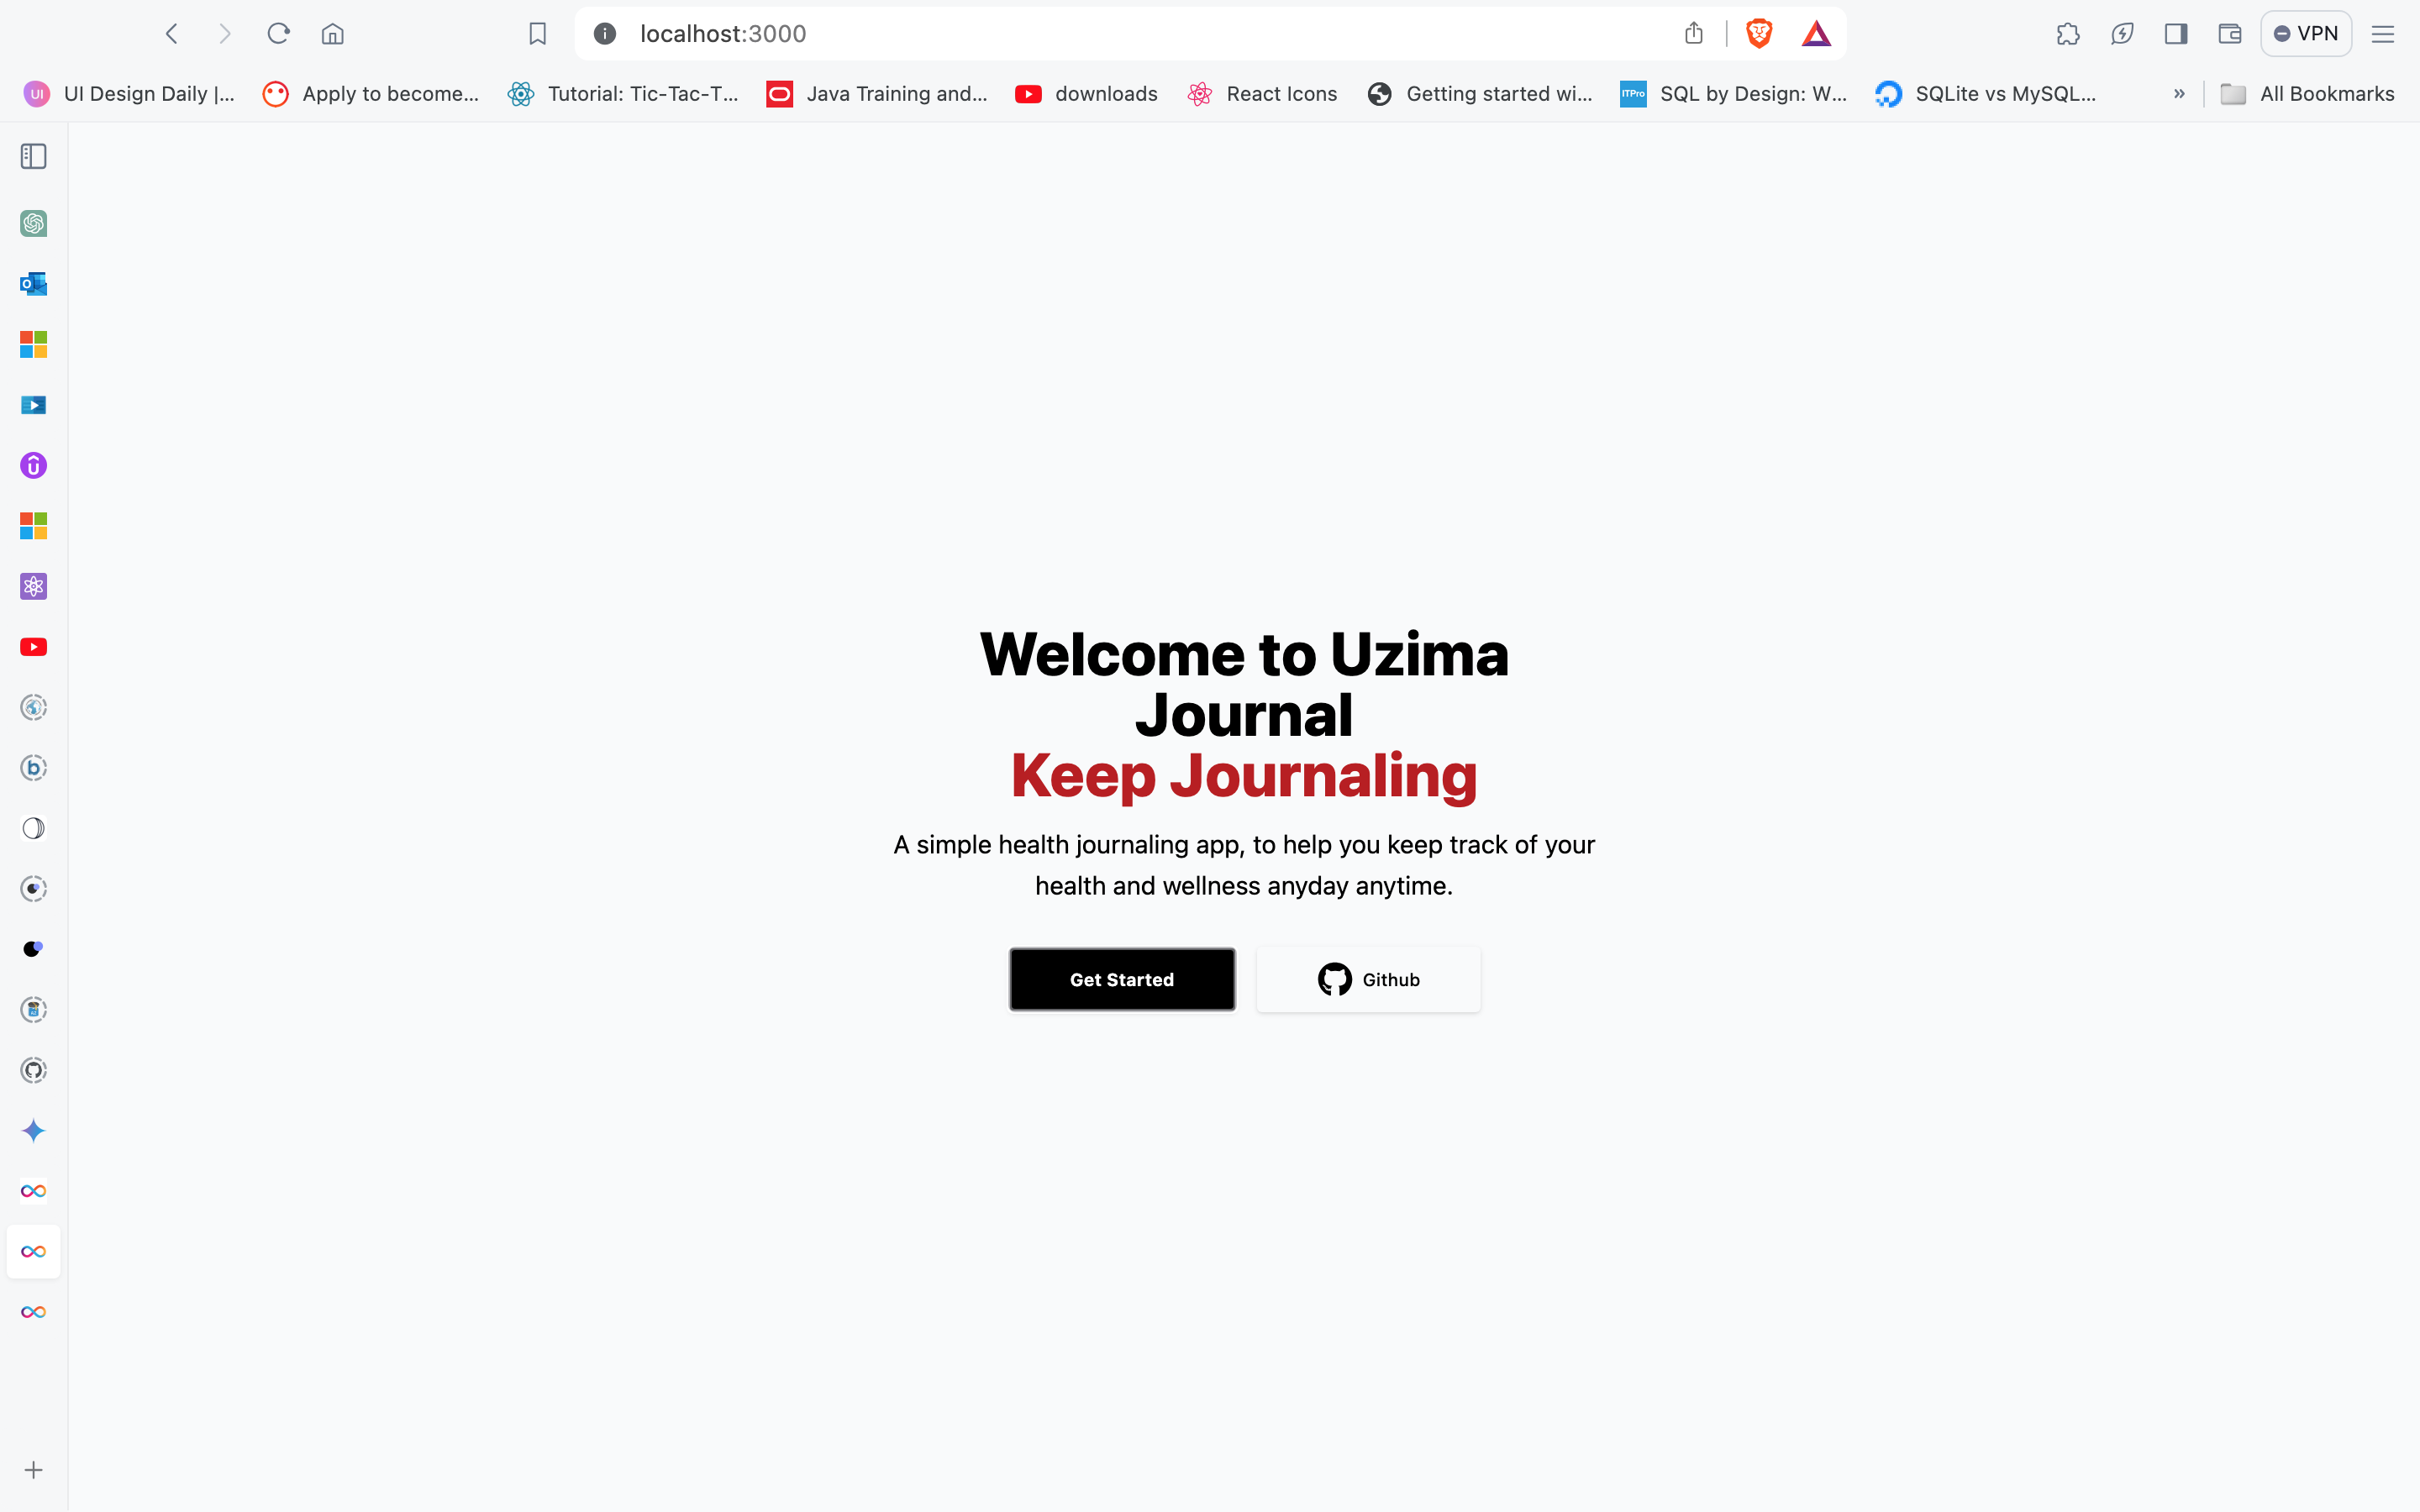 localhost:3000
VPN
UI Design Daily |...
Apply to become...
Tutorial: Tic-Tac-T...
Java Training and...
downloads
React Icons
Getting started wi...
ITPro
SQL by Design: W...
SQLite vs MySQL...
»
All Bookmarks
Welcome to Uzima
Journal
Keep Journaling
A simple health journaling app, to help you keep track of your
health and wellness anyday anytime.
Get Started
Github